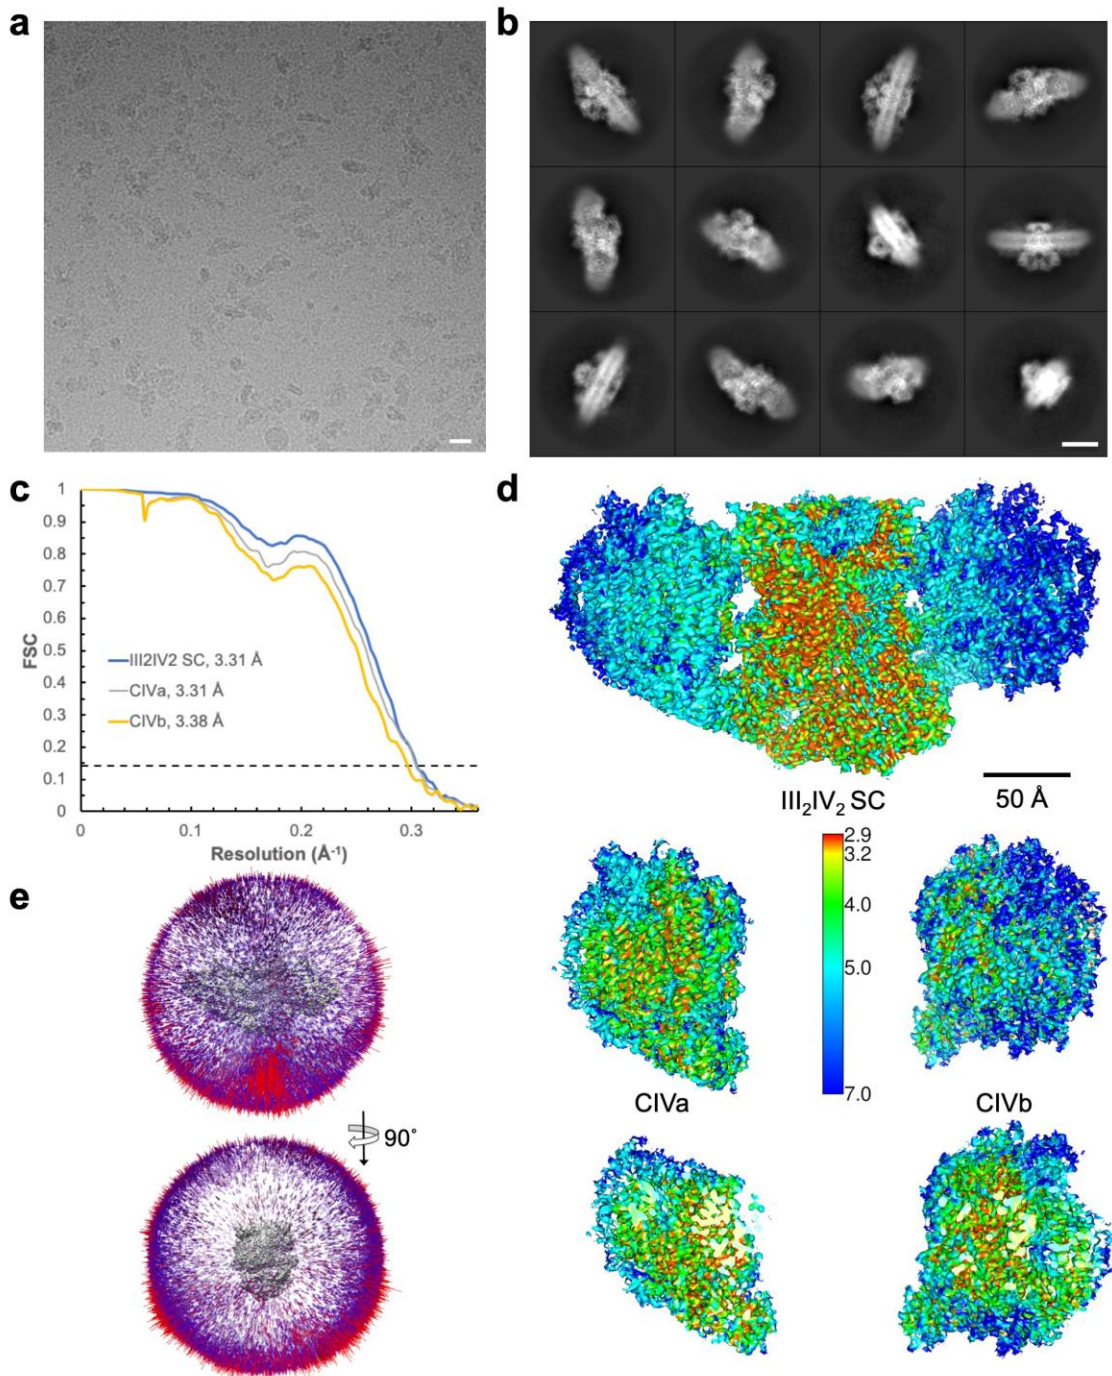 a
b
c
1
0.9
0.8
0.7
0.6
0.5
0.4
0.3
0.2
0.1
0
FSC
III2IV2 SC, 3.31 Å
CIVa, 3.31 Å
CIVb, 3.38 Å
0
0.1
0.2
0.3
Resolution (Å⁻¹)
d
III₂IV₂ SC
50 Å
2.9
3.2
4.0
5.0
7.0
CIVa
CIVb
e
90°